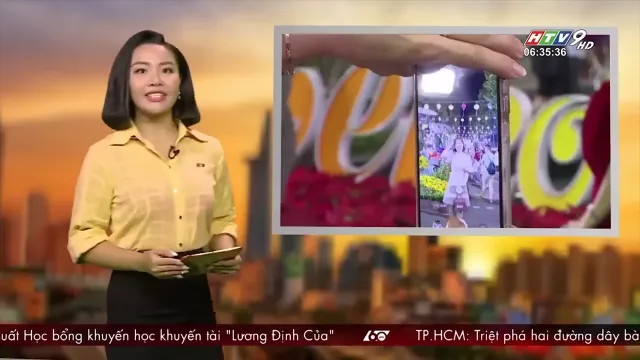 HTV9 HD
06:35:36
uất Học bổng khuyến học khuyến tài "Lương Định Của" TP.HCM: Triệt phá hai đường dây bà